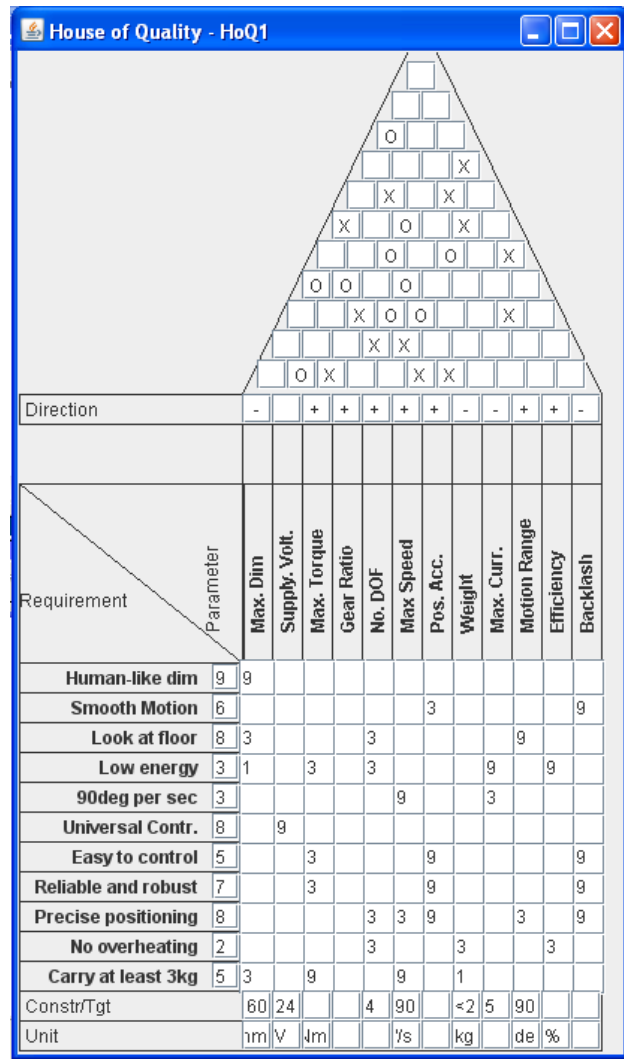 House of Quality - HoQ1
O
X
X X
X O X
O O X
O O O
X O O X
X X
O X X X
Direction - + + + + + - - + + -
Requirement
Parameter
Max. Dim
Supply. Volt.
Max. Torque
Gear Ratio
No. DOF
Max Speed
Pos. Acc.
Weight
Max. Curr.
Motion Range
Efficiency
Backlash
Human-like dim 9 9
Smooth Motion 6 3 9
Look at floor 8 3 3 9
Low energy 3 1 3 3 9 9
90deg per sec 3 9 3
Universal Contr. 8 9
Easy to control 5 3 9 9
Reliable and robust 7 3 9 9
Precise positioning 8 3 3 9 3 9
No overheating 2 3 3 3
Carry at least 3kg 5 3 9 9 1
Constr/Tgt 60 24 4 90 <2 5 90
Unit V kg de %